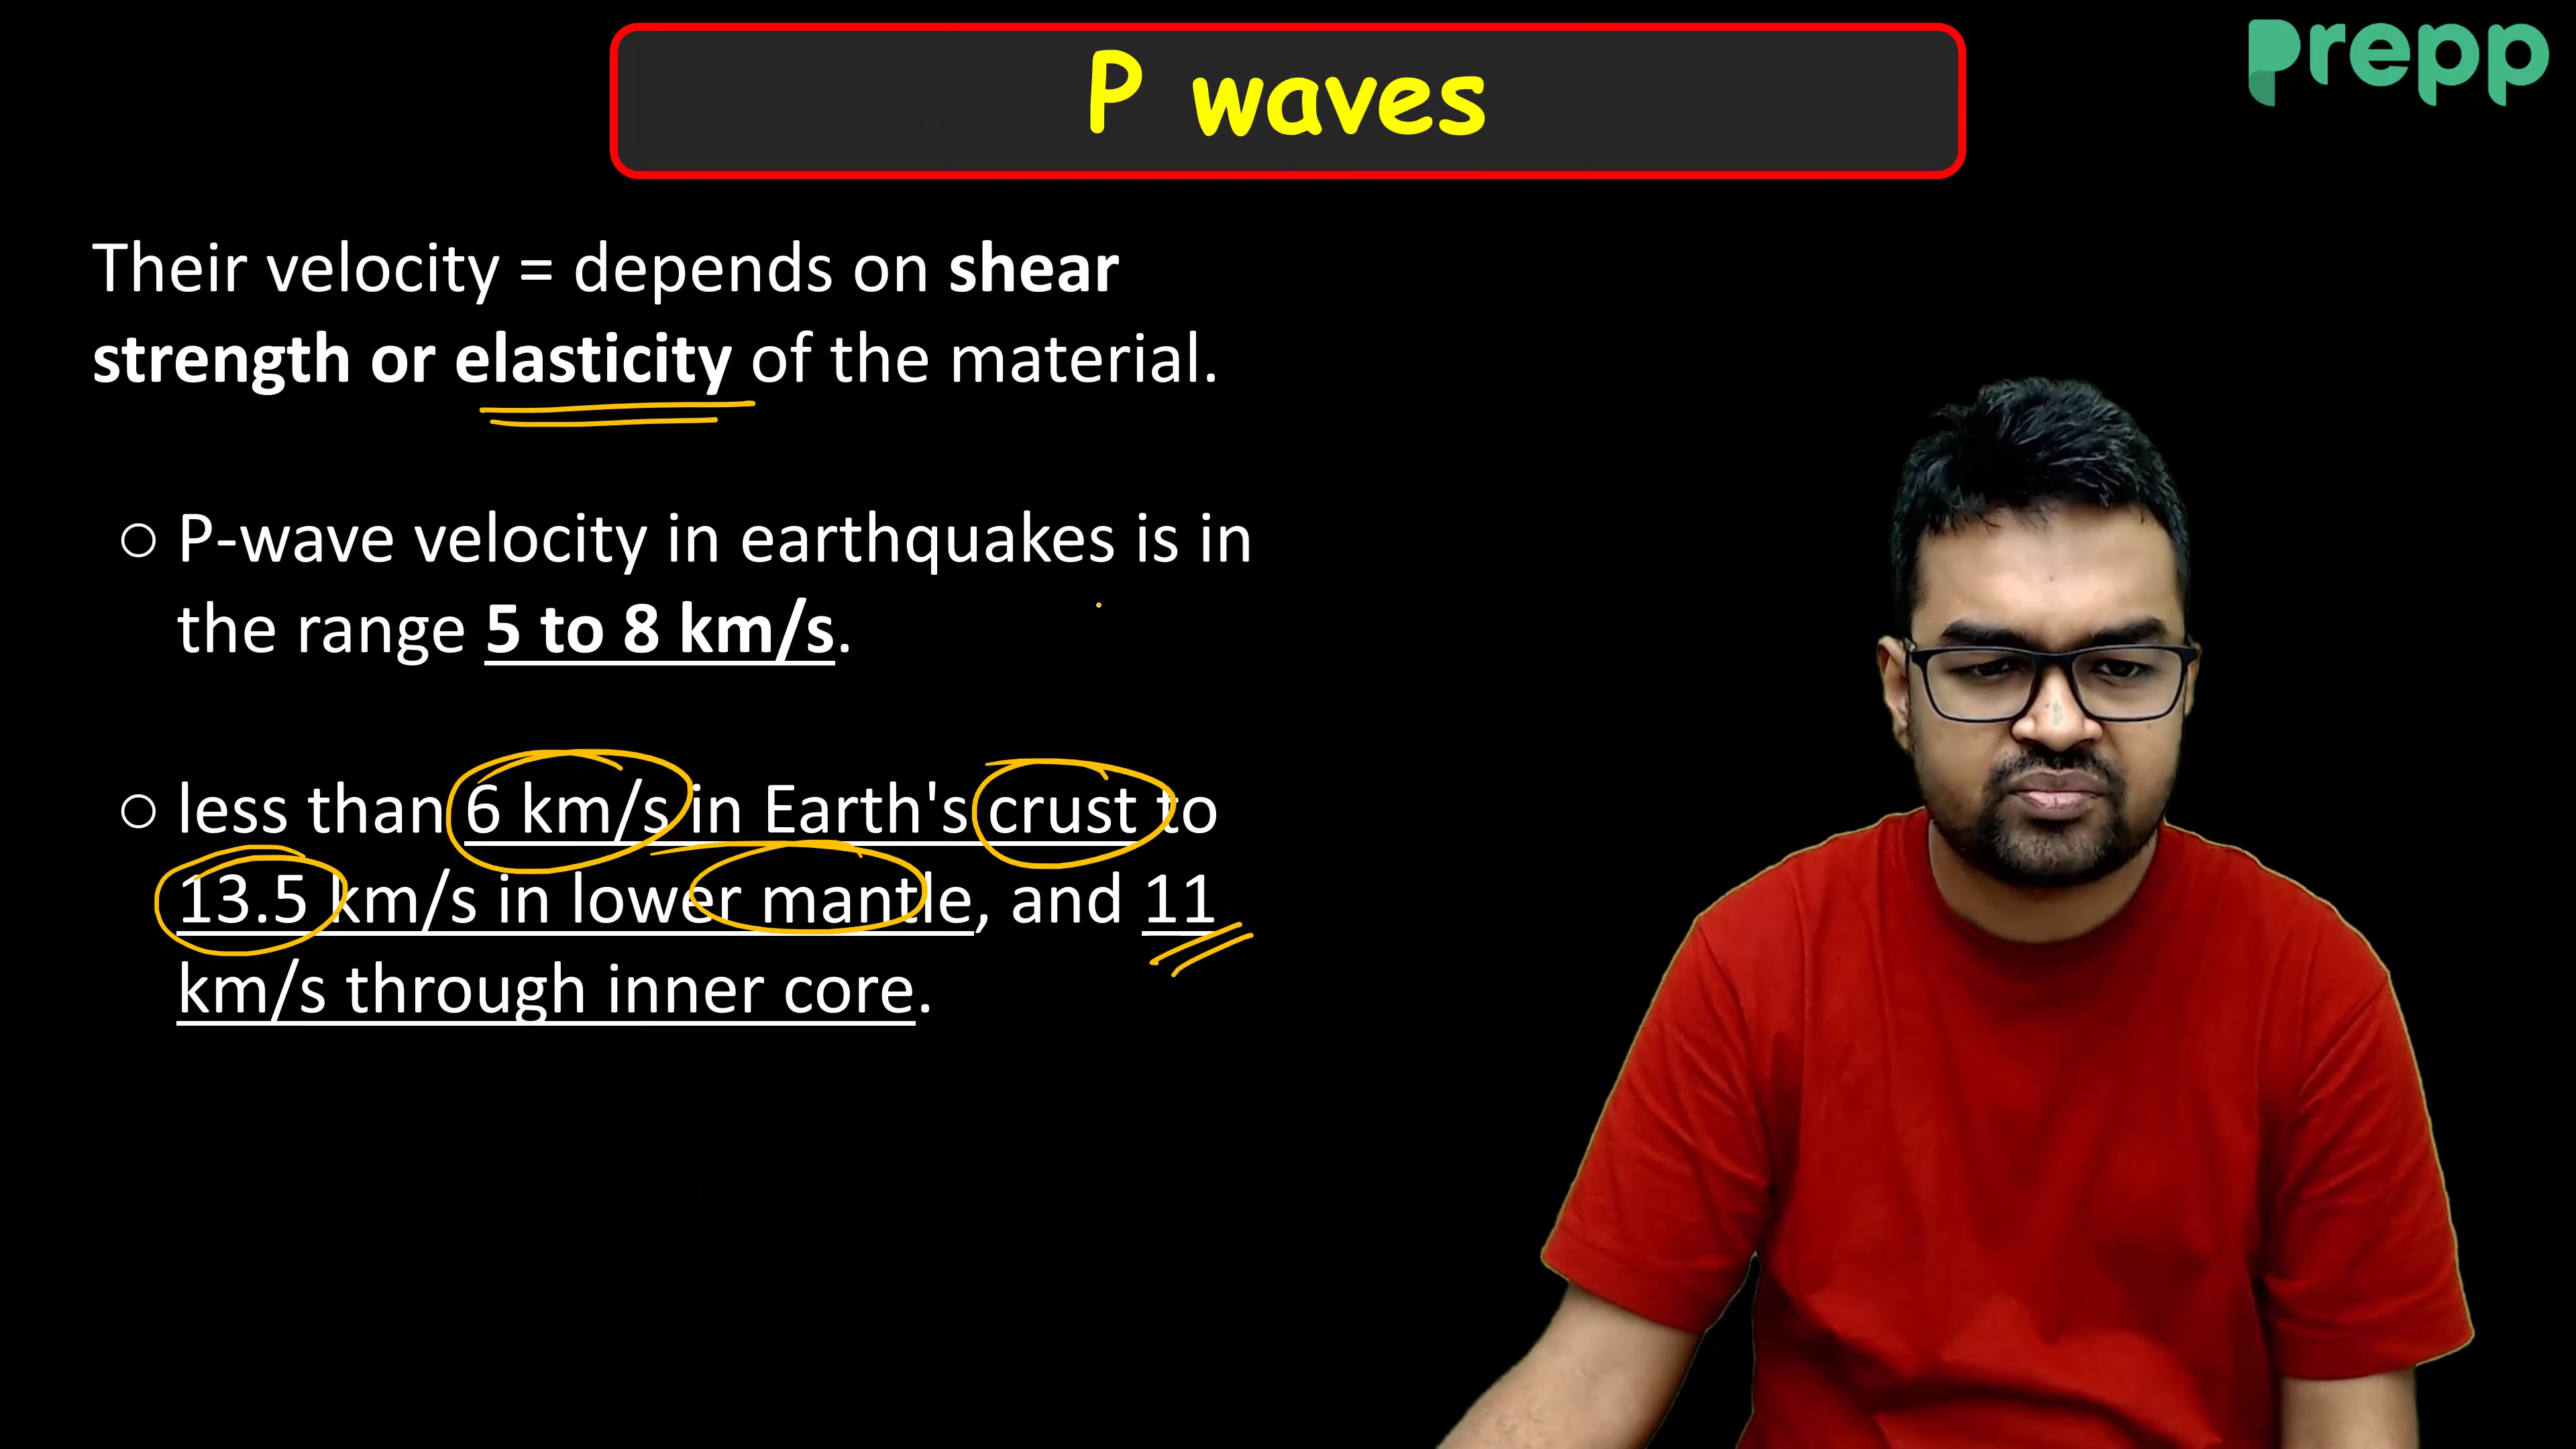 P waves
prepp
Their velocity = depends on shear
strength or elasticity of the material.
○ P-wave velocity in earthquakes is in
the range 5 to 8 km/s.
○ less than 6 km/s in Earth's crust to
13.5 km/s in lower mantle, and 11
km/s through inner core.